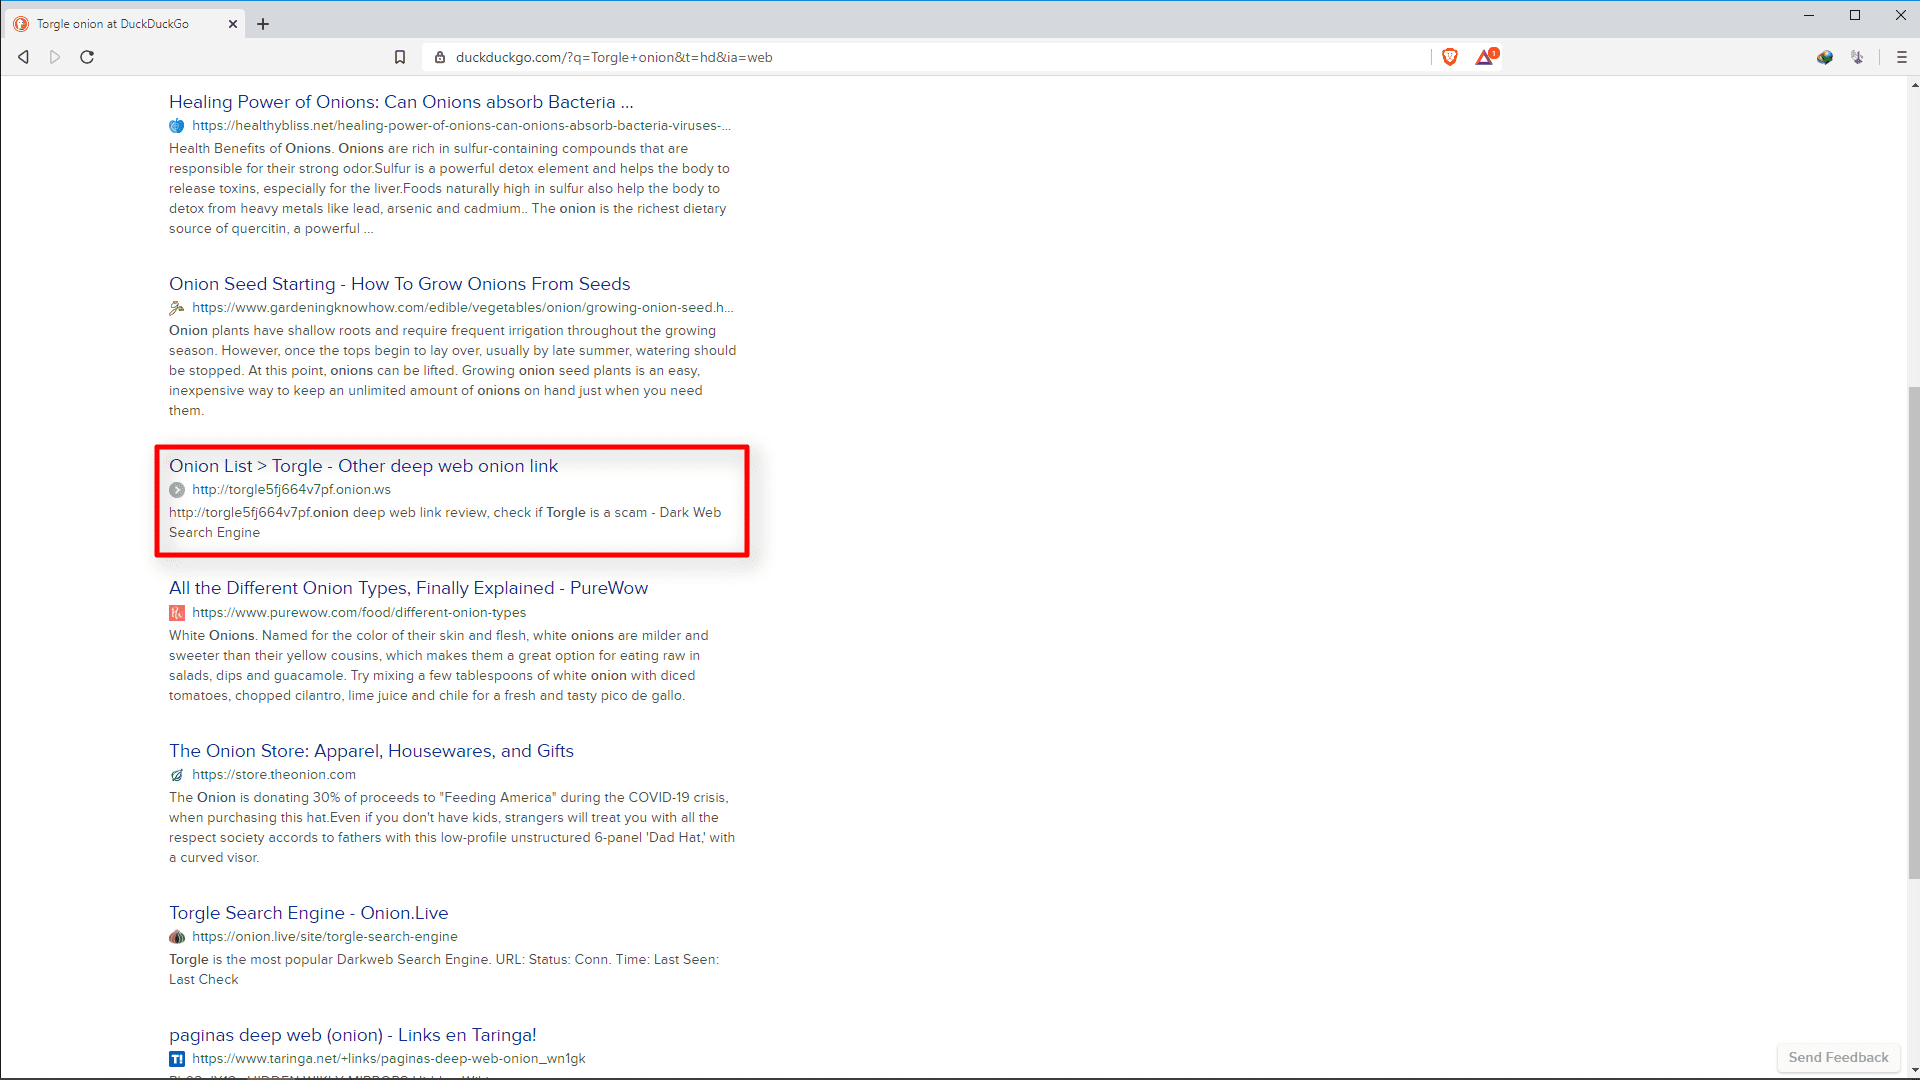 Torgle onion at DuckDuckGo
duckduckgo.com/?q=Torgle+onion&t=hd&ia=web
1
Healing Power of Onions: Can Onions absorb Bacteria ...
https://healthybliss.net/healing-power-of-onions-can-onions-absorb-bacteria-viruses-...
Health Benefits of Onions. Onions are rich in sulfur-containing compounds that are
responsible for their strong odor.Sulfur is a powerful detox element and helps the body to
release toxins, especially for the liver.Foods naturally high in sulfur also help the body to
detox from heavy metals like lead, arsenic and cadmium.. The onion is the richest dietary
source of quercitin, a powerful ...
Onion Seed Starting - How To Grow Onions From Seeds
https://www.gardeningknowhow.com/edible/vegetables/onion/growing-onion-seed.h...
Onion plants have shallow roots and require frequent irrigation throughout the growing
season. However, once the tops begin to lay over, usually by late summer, watering should
be stopped. At this point, onions can be lifted. Growing onion seed plants is an easy,
inexpensive way to keep an unlimited amount of onions on hand just when you need
them.
Onion List > Torgle - Other deep web onion link
http://torgle5fj664v7pf.onion.ws
http://torgle5fj664v7pf.onion deep web link review, check if Torgle is a scam - Dark Web
Search Engine
All the Different Onion Types, Finally Explained - PureWow
https://www.purewow.com/food/different-onion-types
White Onions. Named for the color of their skin and flesh, white onions are milder and
sweeter than their yellow cousins, which makes them a great option for eating raw in
salads, dips and guacamole. Try mixing a few tablespoons of white onion with diced
tomatoes, chopped cilantro, lime juice and chile for a fresh and tasty pico de gallo.
The Onion Store: Apparel, Housewares, and Gifts
https://store.theonion.com
The Onion is donating 30% of proceeds to "Feeding America" during the COVID-19 crisis,
when purchasing this hat.Even if you don't have kids, strangers will treat you with all the
respect society accords to fathers with this low-profile unstructured 6-panel 'Dad Hat,' with
a curved visor.
Torgle Search Engine - Onion.Live
https://onion.live/site/torgle-search-engine
Torgle is the most popular Darkweb Search Engine. URL: Status: Conn. Time: Last Seen:
Last Check
paginas deep web (onion) - Links en Taringa!
T!
https://www.taringa.net/+links/paginas-deep-web-onion_wn1gk
Send Feedback